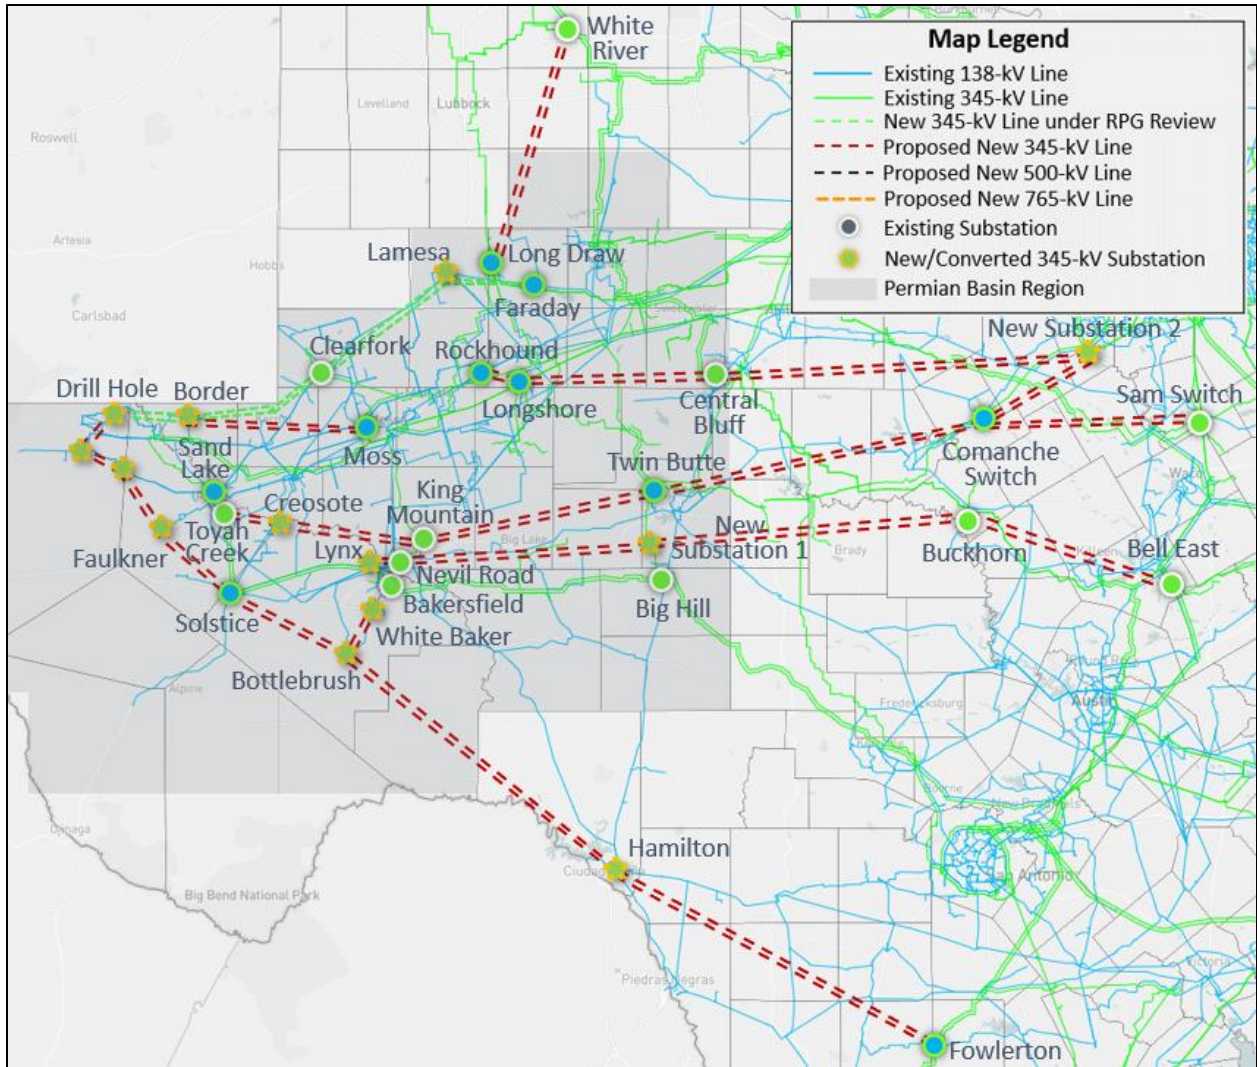 White
River
Map Legend
Existing 138-kV Line
Existing 345-kV Line
New 345-kV Line under RPG Review
Proposed New 345-kV Line
Proposed New 500-kV Line
Proposed New 765-kV Line
Existing Substation
New/Converted 345-kV Substation
Permian Basin Region
Levelland
Lubbock
Roswell
Artesia
Hobbs
Carlsbad
Lamesa
Long Draw
Faraday
Clearfork
Rockhound
Longshore
Central
Bluff
New Substation 2
Sam Switch
Drill Hole
Border
Moss
Sand
Lake
Comanche
Switch
Waco
Twin Butte
King
Mountain
Creosote
Toyah
Creek
Big Lake
New
Substation 1
Brady
Buckhorn
Killeen
Bell East
Faulkner
Lynx
Nevil Road
Bakersfield
Big Hill
Solstice
White Baker
Bottlebrush
Alpine
Fredericksburg
Austin
New Braunfels
San Antonio
Ojinaga
Big Bend National Park
Hamilton
Ciudad
Piedras Negras
Victoria
Fowlerton